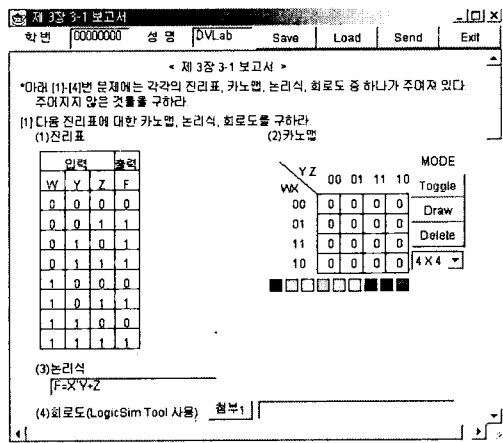 제 3장 3-1 보고서
학번 00000000 성 명 DVLab Save Load Send Exit
< 제 3장 3-1 보고서 >
*아래 [1]-[4]번 문제에는 각각의 진리표, 카노맵, 논리식, 회로도 중 하나가 주어져 있다.
주어지지 않은 것들을 구하라.
[1] 다음 진리표에 대한 카노맵, 논리식, 회로도를 구하라.
(1)진리표 (2)카노맵
입력 출력
W Y Z F
0 0 0 0
0 0 1 1
0 1 0 1
0 1 1 1
1 0 0 0
1 0 1 1
1 1 0 0
1 1 1 1
YZ 00 01 11 10
WX
00 0 0 0 0
01 0 0 0 0
11 0 0 0 0
10 0 0 0 0
MODE
Toggle
Draw
Delete
4 X 4
(3)논리식
F=X'Y+Z
(4)회로도(LogicSim Tool 사용) 첨부1